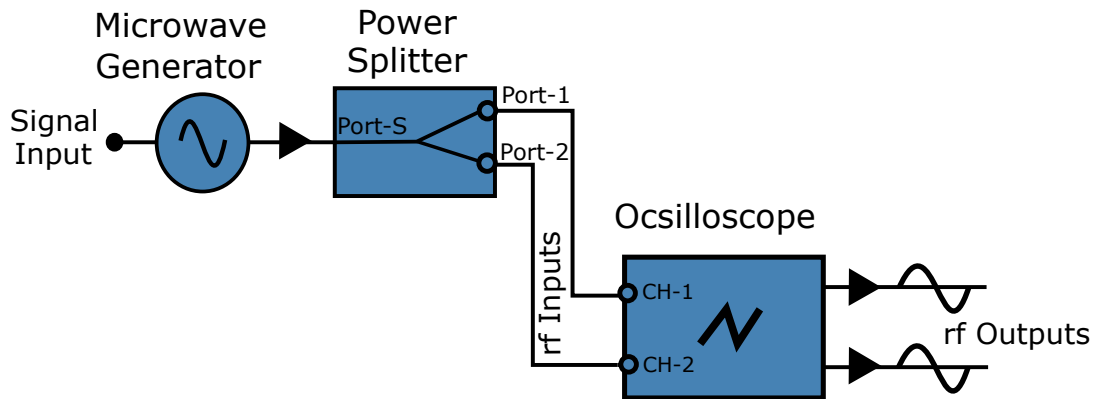 Microwave
Generator
Power
Splitter
Signal
Input
Port-S
Port-1
Port-2
rf Inputs
Ocsilloscope
CH-1
CH-2
rf Outputs